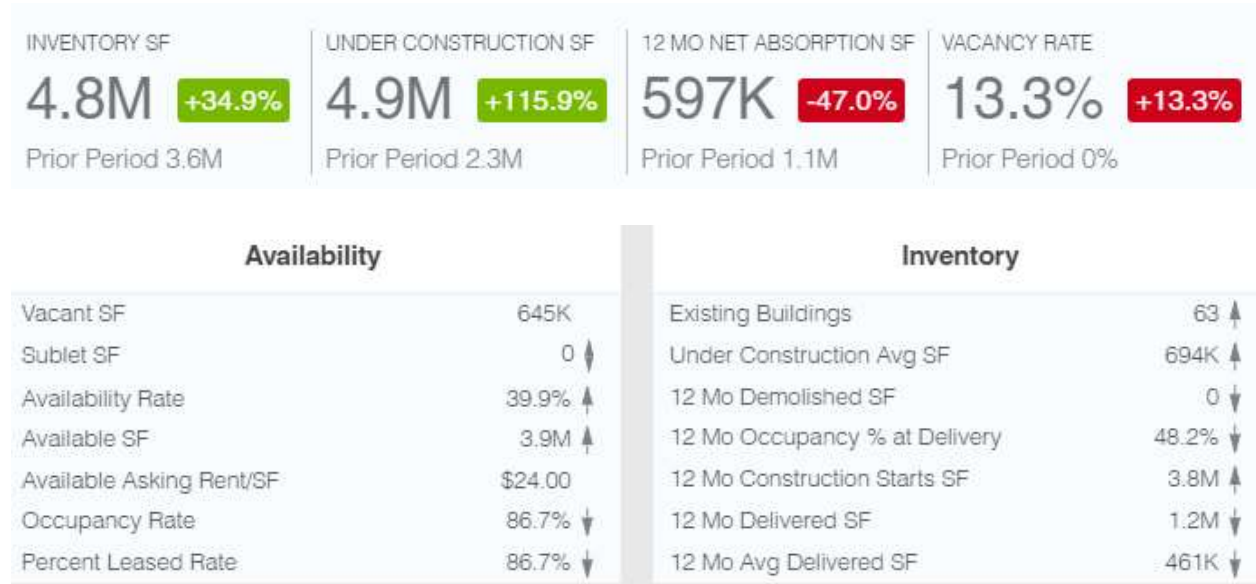 INVENTORY SF
4.8M +34.9%
Prior Period 3.6M
UNDER CONSTRUCTION SF
4.9M +115.9%
Prior Period 2.3M
12 MO NET ABSORPTION SF
597K -47.0%
Prior Period 1.1M
VACANCY RATE
13.3% +13.3%
Prior Period 0%
Availability
Vacant SF 645K
Sublet SF 0
Availability Rate 39.9%
Available SF 3.9M
Available Asking Rent/SF $24.00
Occupancy Rate 86.7%
Percent Leased Rate 86.7%
Inventory
Existing Buildings 63
Under Construction Avg SF 694K
12 Mo Demolished SF 0
12 Mo Occupancy % at Delivery 48.2%
12 Mo Construction Starts SF 3.8M
12 Mo Delivered SF 1.2M
12 Mo Avg Delivered SF 461K